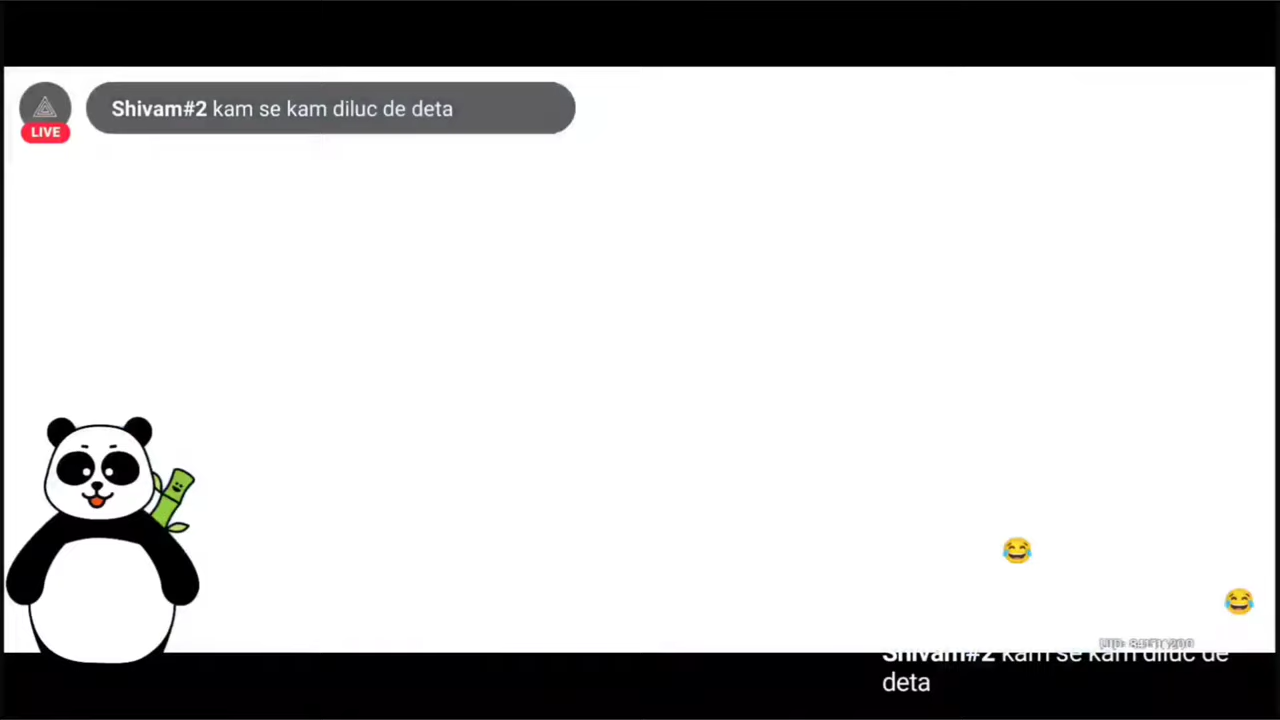 Shivam#2 kam se kam diluc de deta
LIVE
Shivam#2 kam se kam diluc de
deta